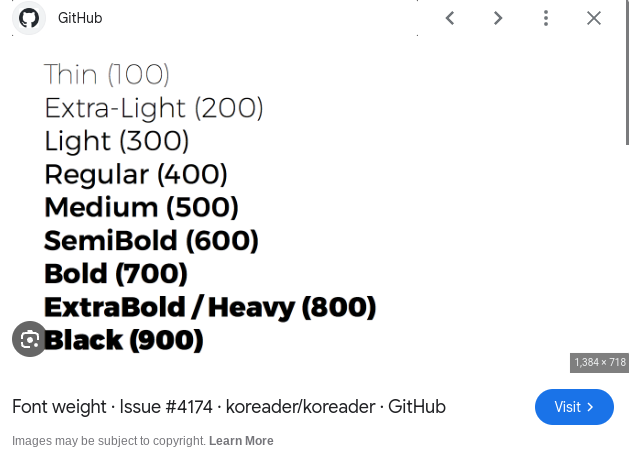 GitHub
Thin (100)
Extra-Light (200)
Light (300)
Regular (400)
Medium (500)
SemiBold (600)
Bold (700)
ExtraBold / Heavy (800)
Black (900)
1,384 × 718
Font weight · Issue #4174 · koreader/koreader · GitHub
Visit
Images may be subject to copyright. Learn More